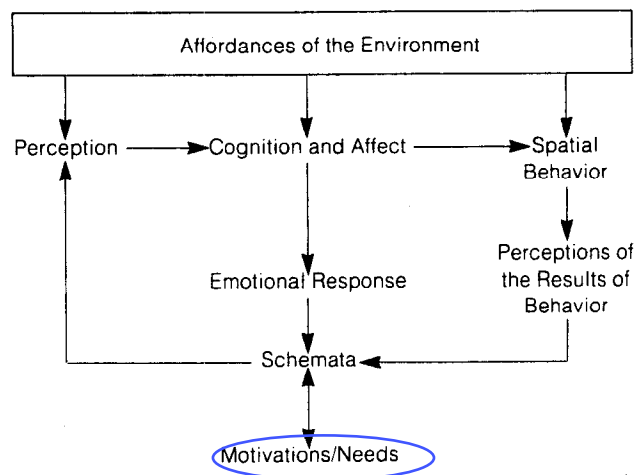 Affordances of the Environment
Perception
Cognition and Affect
Spatial
Behavior
Perceptions of
the Results of
Behavior
Emotional Response
Schemata
Motivations/Needs